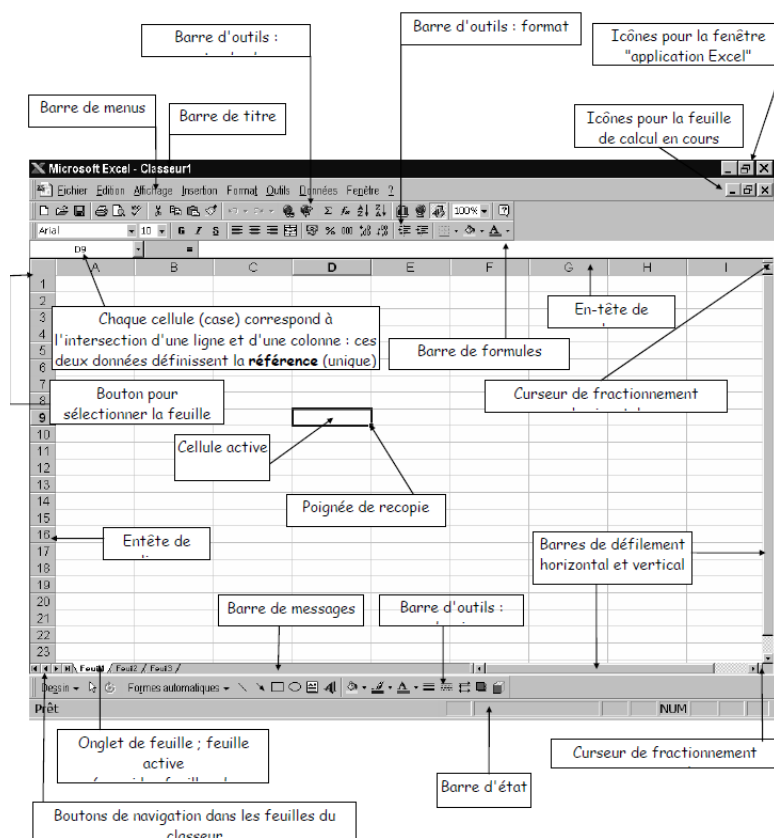 Barre d'outils :
Barre d'outils : format
Icônes pour la fenêtre
"application Excel"
Barre de menus
Barre de titre
Icônes pour la feuille
de calcul en cours
Microsoft Excel - Classeur1
Fichier Edition Affichage Insertion Format Outils Données Fenêtre ?
100%
Arial 10 G I S % 000
D9 =
A B C D E F G H I
1
2
3
4
5
6
7
8
9
10
11
12
13
14
15
16
17
18
19
20
21
22
23
Chaque cellule (case) correspond à
l'intersection d'une ligne et d'une colonne : ces
deux données définissent la référence (unique)
En-tête de
Barre de formules
Bouton pour
sélectionner la feuille
Curseur de fractionnement
Cellule active
Poignée de recopie
Entête de
Barres de défilement
horizontal et vertical
Barre de messages
Barre d'outils :
Feuil1 / Feuil2 / Feuil3 /
Dessin Formes automatiques
Prêt NUM
Onglet de feuille ; feuille
active
Barre d'état
Curseur de fractionnement
Boutons de navigation dans les feuilles du
classeur